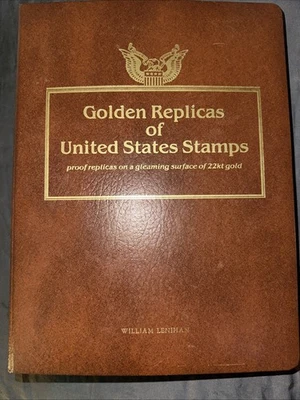 Golden Replicas
of
United States Stamps
proof replicas on a gleaming surface of 22kt gold
WILLIAM LENIHAN